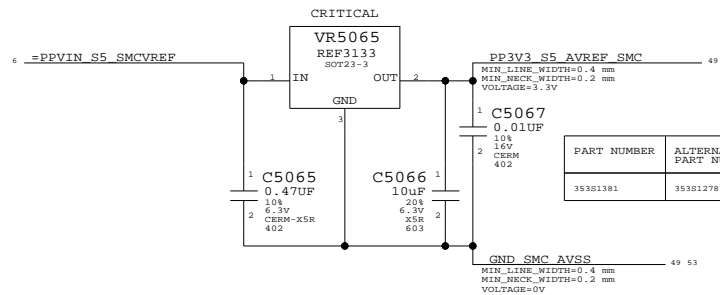 CRITICAL
VR5065
REF3133
SOT23-3
6 =PPVIN_S5_SMCVREF
PP3V3_S5_AVREF_SMC 49
MIN_LINE_WIDTH=0.4 mm
MIN_NECK_WIDTH=0.2 mm
VOLTAGE=3.3V
1 IN
OUT 2
GND
3
1 C5067
0.01UF
10%
16V
2 CERM
402
PART NUMBER
ALTERNA
PART N
353S1381
353S1278
1 C5065
0.47UF
10%
2 6.3V
CERM-X5R
402
C5066 1
10uF
20%
6.3V 2
X5R
603
GND_SMC_AVSS 49 53
MIN_LINE_WIDTH=0.4 mm
MIN_NECK_WIDTH=0.2 mm
VOLTAGE=0V